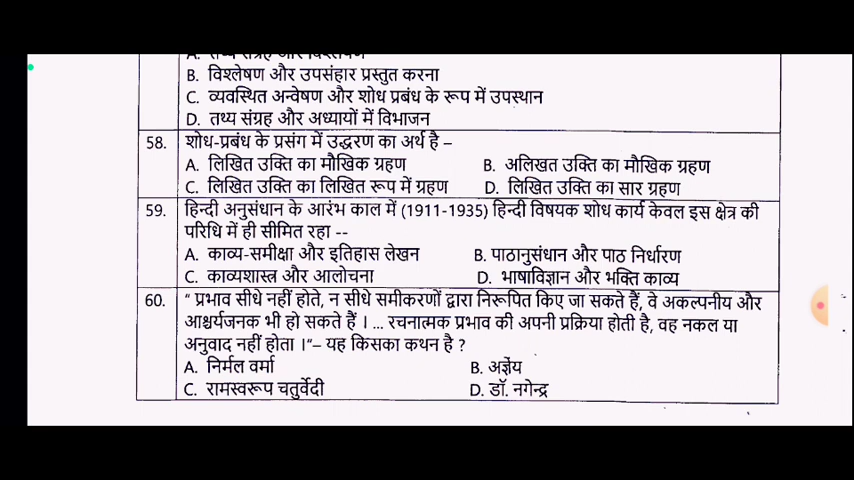 A. तथ्य संग्रह और विश्लेषण
B. विश्लेषण और उपसंहार प्रस्तुत करना
C. व्यवस्थित अन्वेषण और शोध प्रबंध के रूप में उपस्थान
D. तथ्य संग्रह और अध्यायों में विभाजन
58. शोध-प्रबंध के प्रसंग में उद्धरण का अर्थ है –
A. लिखित उक्ति का मौखिक ग्रहण B. अलिखत उक्ति का मौखिक ग्रहण
C. लिखित उक्ति का लिखित रूप में ग्रहण D. लिखित उक्ति का सार ग्रहण
59. हिन्दी अनुसंधान के आरंभ काल में (1911-1935) हिन्दी विषयक शोध कार्य केवल इस क्षेत्र की
परिधि में ही सीमित रहा --
A. काव्य-समीक्षा और इतिहास लेखन B. पाठानुसंधान और पाठ निर्धारण
C. काव्यशास्त्र और आलोचना D. भाषाविज्ञान और भक्ति काव्य
60. “ प्रभाव सीधे नहीं होते, न सीधे समीकरणों द्वारा निरूपित किए जा सकते हैं, वे अकल्पनीय और
आश्चर्यजनक भी हो सकते हैं । ... रचनात्मक प्रभाव की अपनी प्रक्रिया होती है, वह नकल या
अनुवाद नहीं होता ।“– यह किसका कथन है ?
A. निर्मल वर्मा B. अज्ञेय
C. रामस्वरूप चतुर्वेदी D. डॉ. नगेन्द्र